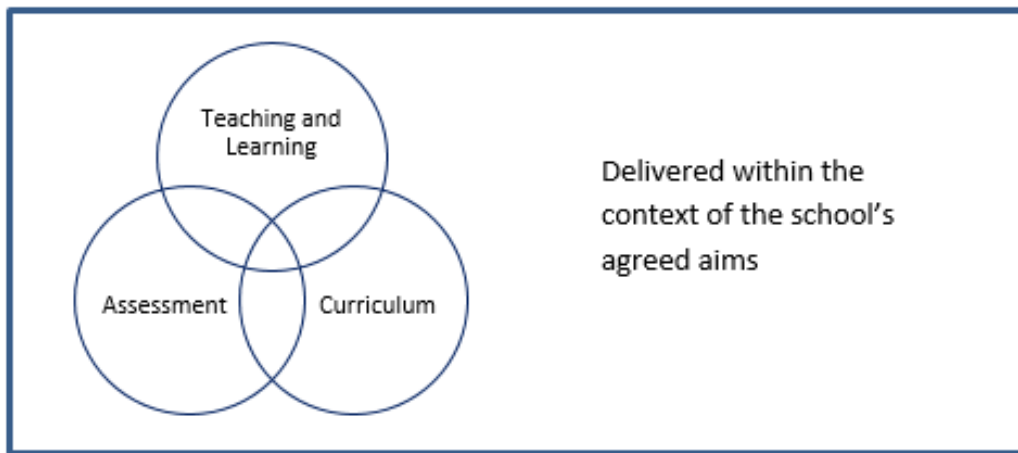 Teaching and
Learning
Assessment
Curriculum
Delivered within the
context of the school’s
agreed aims